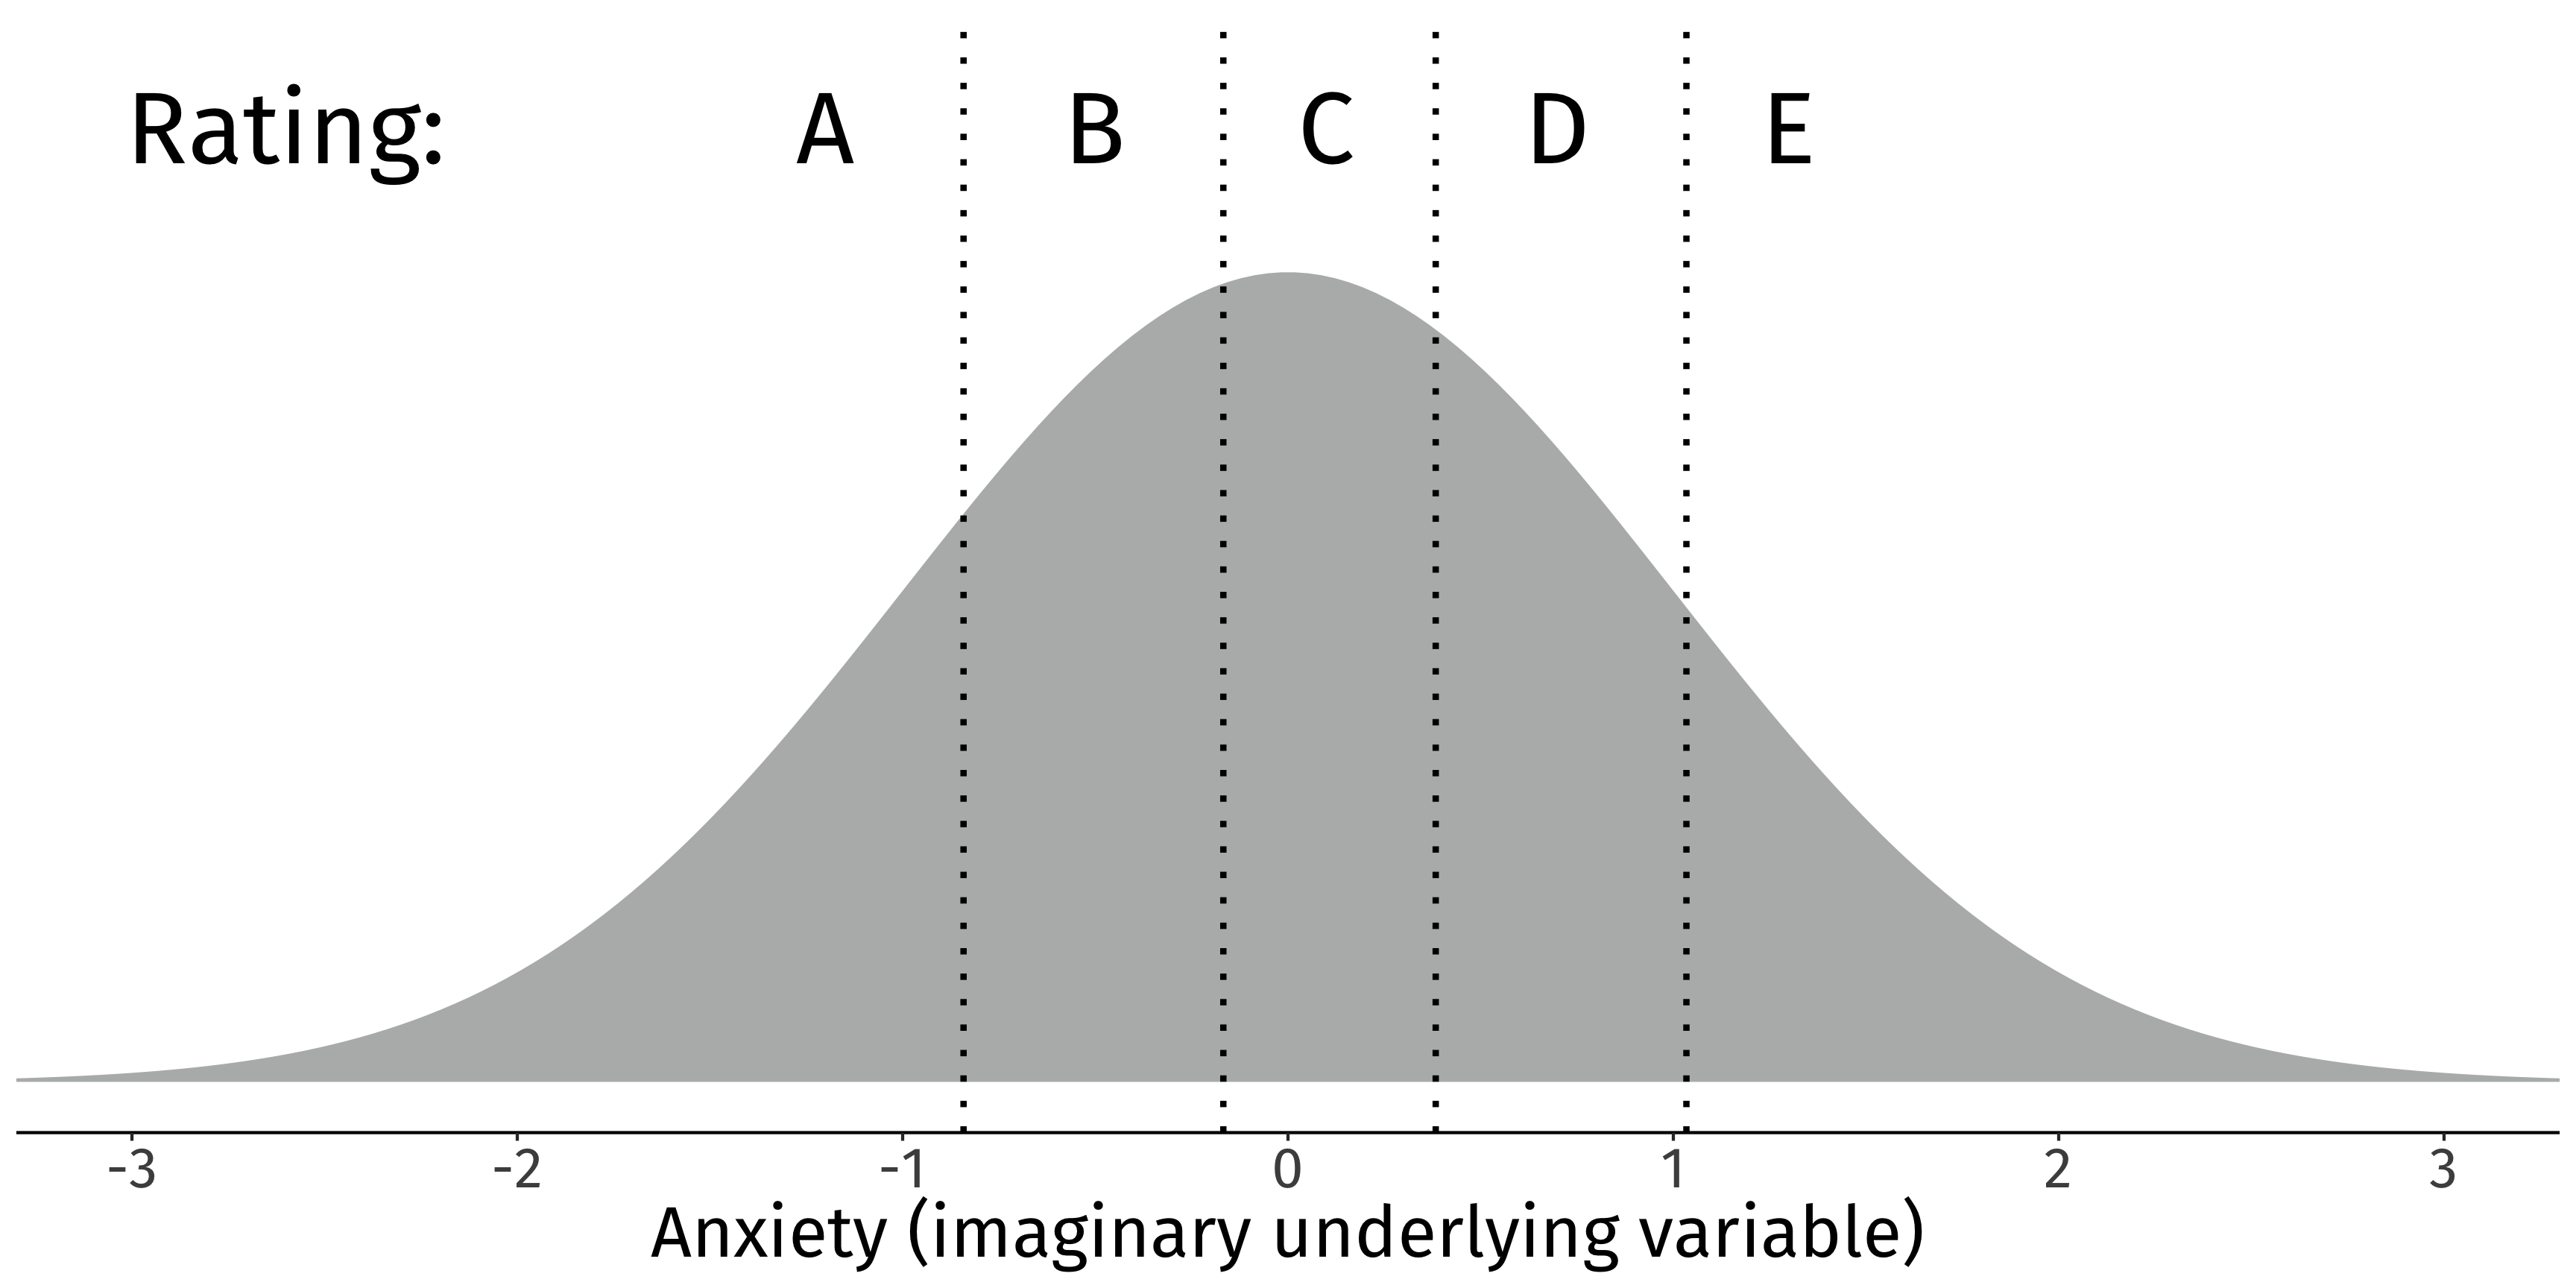 Rating: A B C D E
-3 -2 -1 0 1 2 3
Anxiety (imaginary underlying variable)